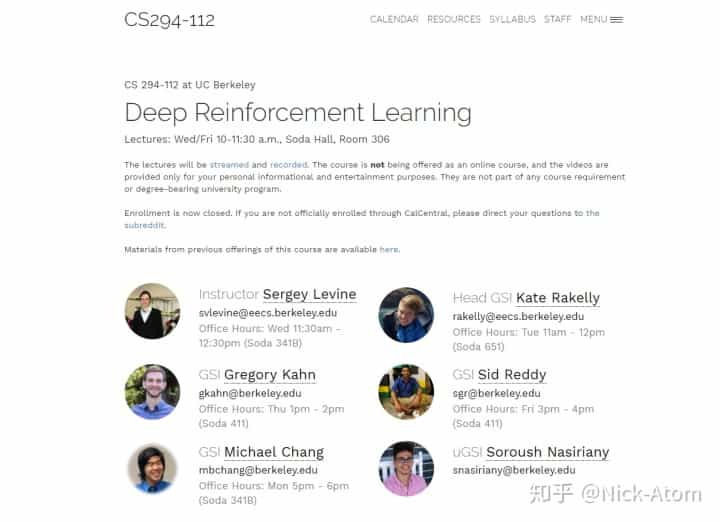 CS294-112
CALENDAR RESOURCES SYLLABUS STAFF MENU
CS 294-112 at UC Berkeley
Deep Reinforcement Learning
Lectures: Wed/Fri 10-11:30 a.m., Soda Hall, Room 306
The lectures will be streamed and recorded. The course is not being offered as an online course, and the videos are
provided only for your personal informational and entertainment purposes. They are not part of any course requirement
or degree-bearing university program.
Enrollment is now closed. If you are not officially enrolled through CalCentral, please direct your questions to the
subreddit.
Materials from previous offerings of this course are available here.
Instructor Sergey Levine
svlevine@eecs.berkeley.edu
Office Hours: Wed 11:30am -
12:30pm (Soda 341B)
Head GSI Kate Rakelly
rakelly@eecs.berkeley.edu
Office Hours: Tue 11am - 12pm
(Soda 651)
GSI Gregory Kahn
gkahn@berkeley.edu
Office Hours: Thu 1pm - 2pm
(Soda 411)
GSI Sid Reddy
sgr@berkeley.edu
Office Hours: Fri 3pm - 4pm
(Soda 411)
GSI Michael Chang
mbchang@berkeley.edu
Office Hours: Mon 5pm - 6pm
(Soda 341B)
uGSI Soroush Nasiriany
snasiriany@berkeley.edu
知乎 @Nick-Atom